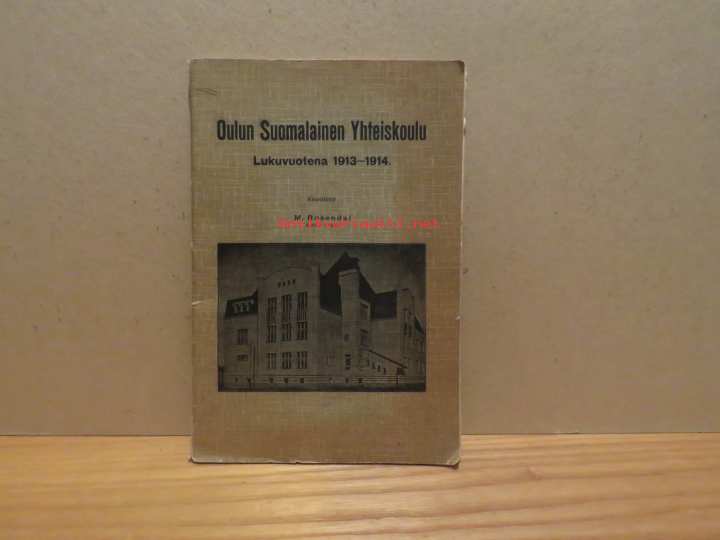 Oulun Suomalainen Yhteiskoulu
Lukuvuotena 1913—1914.
M. Rosendal